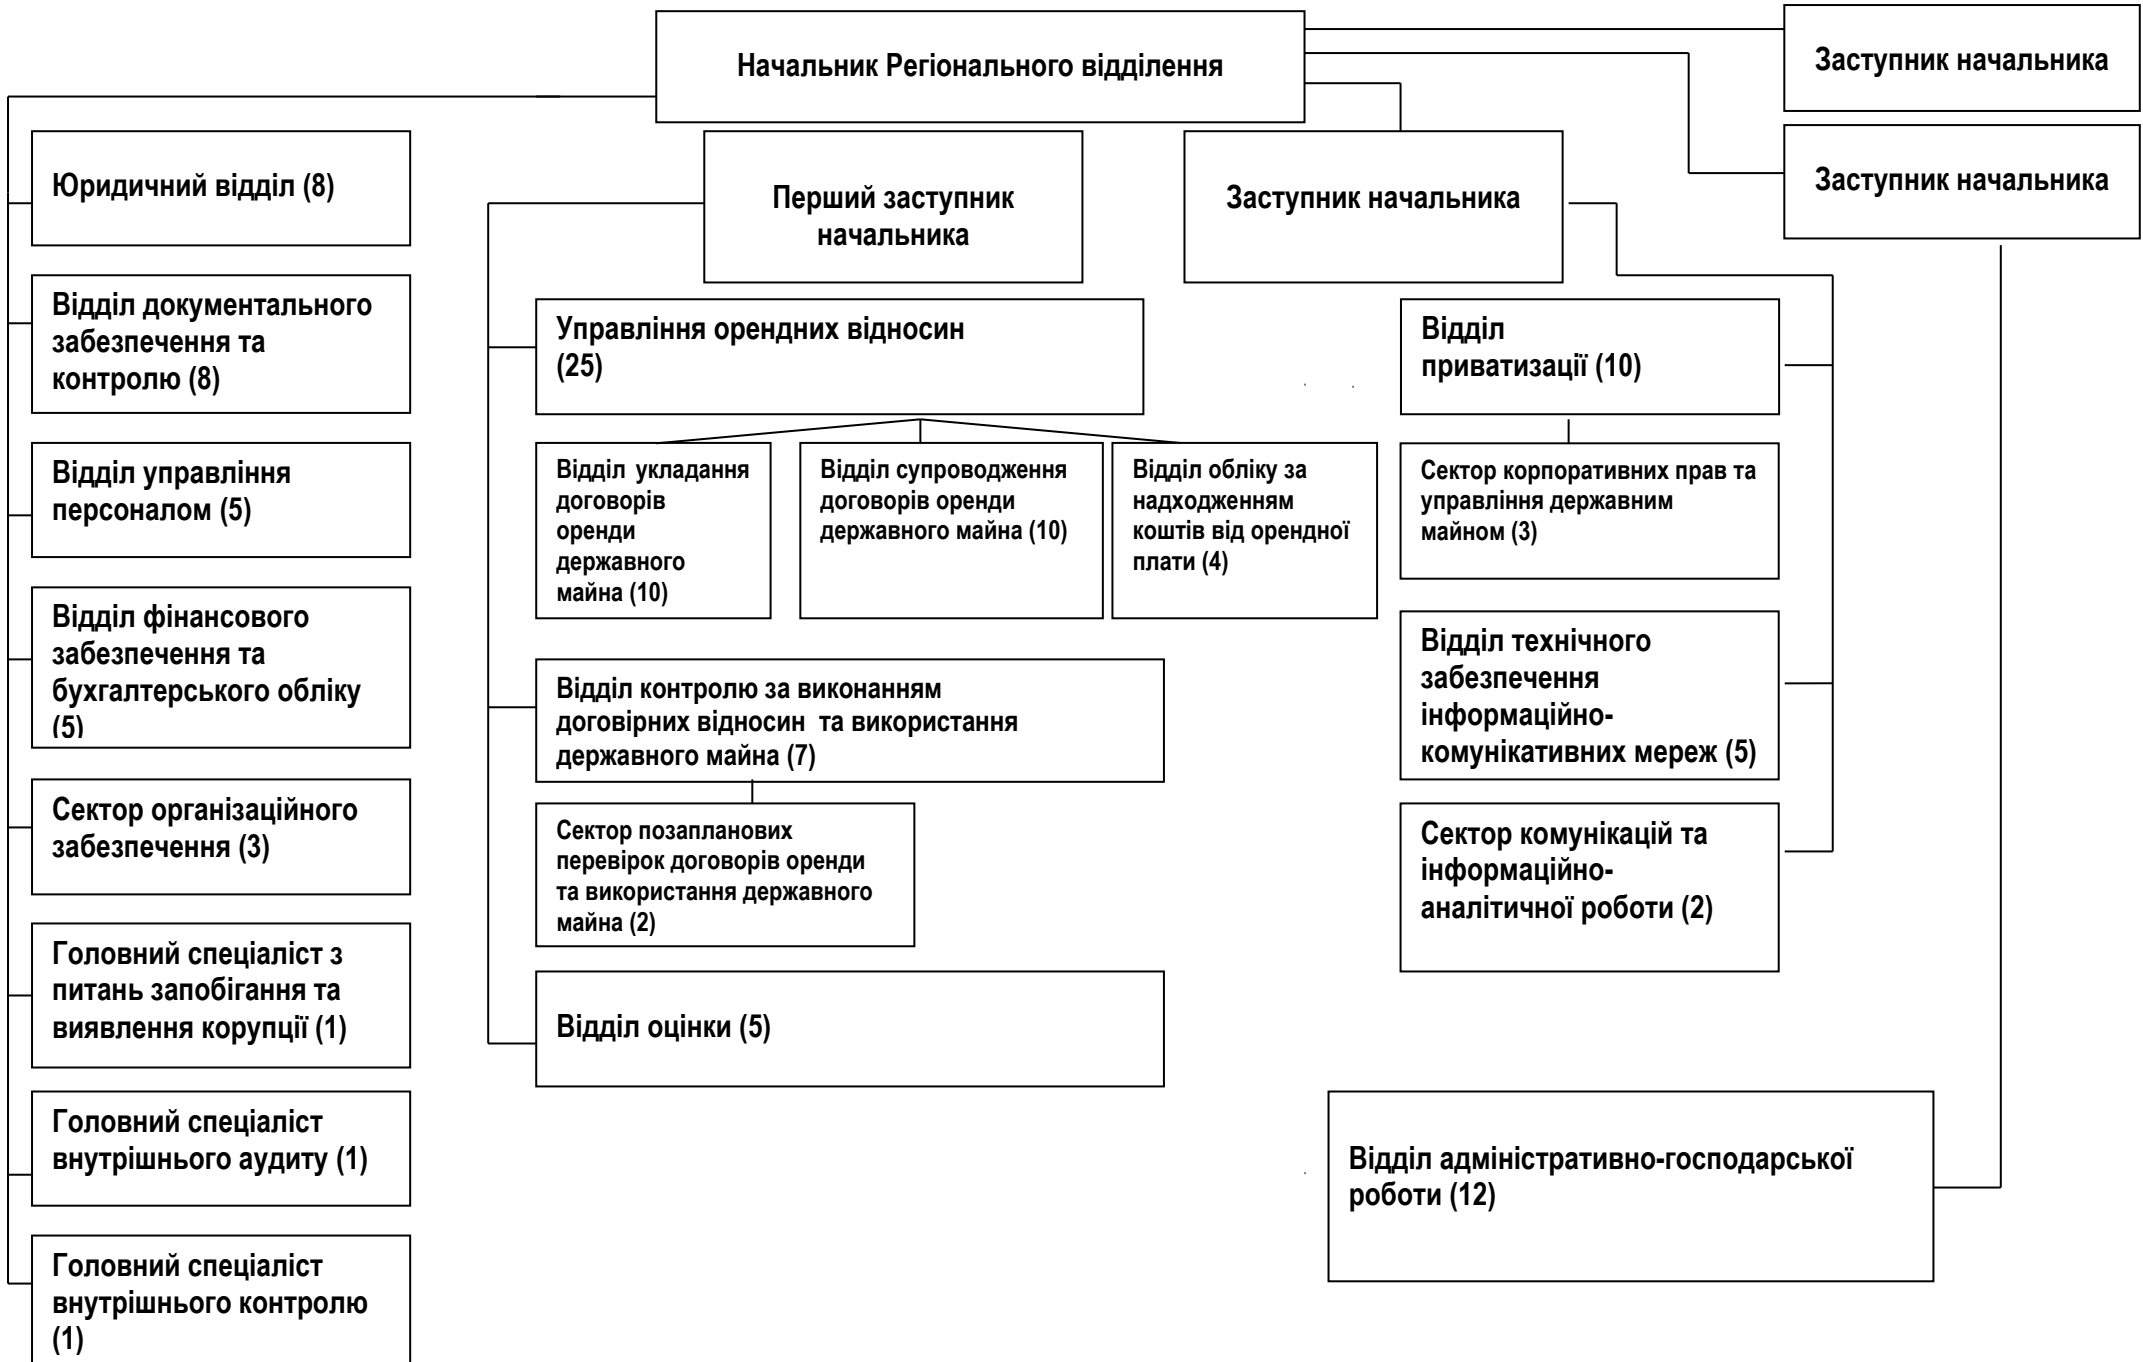 Начальник Регіонального відділення
Заступник начальника
Заступник начальника
Перший заступник
начальника
Заступник начальника
Юридичний відділ (8)
Відділ документального
забезпечення та
контролю (8)
Відділ управління
персоналом (5)
Відділ фінансового
забезпечення та
бухгалтерського обліку
(5)
Сектор організаційного
забезпечення (3)
Головний спеціаліст з
питань запобігання та
виявлення корупції (1)
Головний спеціаліст
внутрішнього аудиту (1)
Головний спеціаліст
внутрішнього контролю
(1)
Управління орендних відносин
(25)
Відділ укладання
договорів
оренди
державного
майна (10)
Відділ супроводження
договорів оренди
державного майна (10)
Відділ обліку за
надходженням
коштів від орендної
плати (4)
Відділ контролю за виконанням
договірних відносин та використання
державного майна (7)
Сектор позапланових
перевірок договорів оренди
та використання державного
майна (2)
Відділ оцінки (5)
Відділ
приватизації (10)
Сектор корпоративних прав та
управління державним
майном (3)
Відділ технічного
забезпечення
інформаційно-
комунікативних мереж (5)
Сектор комунікацій та
інформаційно-
аналітичної роботи (2)
Відділ адміністративно-господарської
роботи (12)